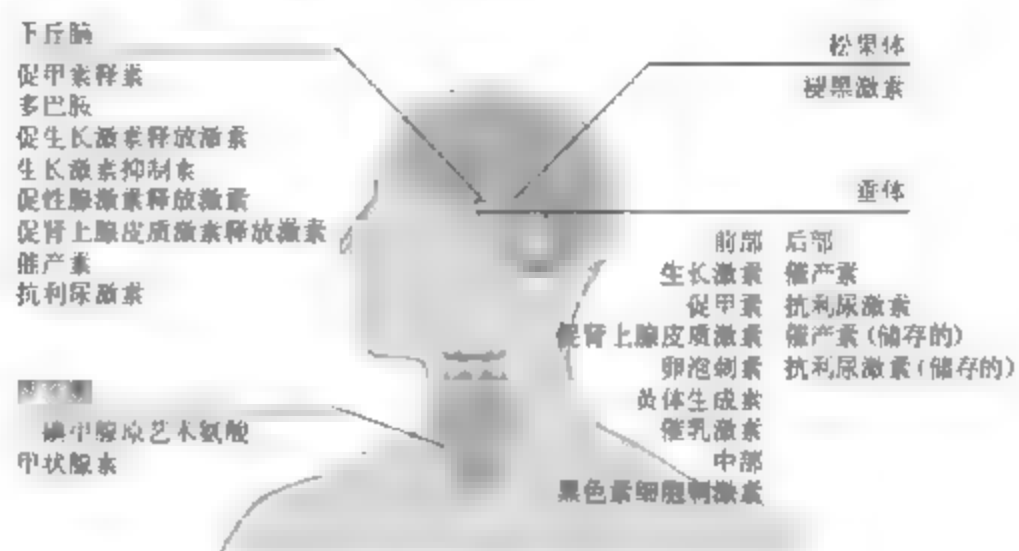 下丘脑
促甲素释素
多巴胺
促生长激素释放激素
生长激素抑制素
促性腺激素释放激素
促肾上腺皮质激素释放激素
催产素
抗利尿激素
甲状腺素
松果体
褪黑激素
垂体
前部 后部
生长激素 催产素
促甲素 抗利尿激素
促肾上腺皮质激素 催产素(储存的)
卵泡刺素 抗利尿激素(储存的)
黄体生成素
催乳激素
中部
黑色素细胞刺激素